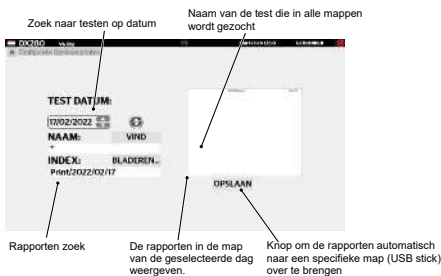 Naam van de test die in alle mappen
wordt gezocht
Zoek naar testen op datum
DX280
TEST DATUM:
17/02/2022
NAAM: VIND
*
INDEX: BLADEREN..
Print/2022/02/17
OPSLAAN
Rapporten zoek
De rapporten in de map
van de geselecteerde dag
weergeven.
Knop om de rapporten automatisch
naar een specifieke map (USB stick)
over te brengen